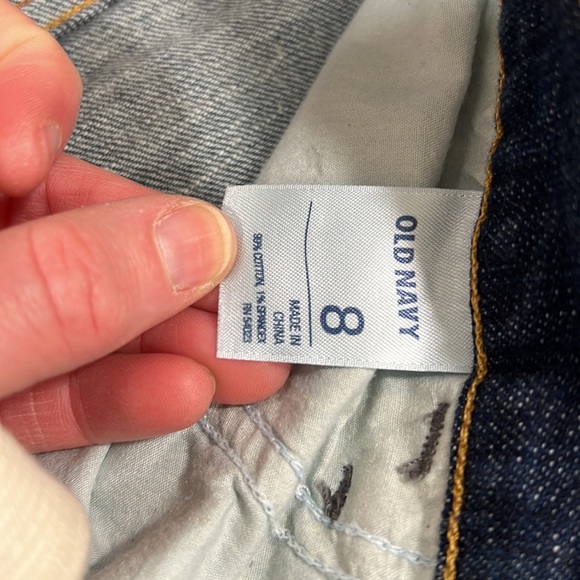 OLD NAVY
8
MADE IN
CHINA
99% COTTON, 1% SPANDEX
RN 54023